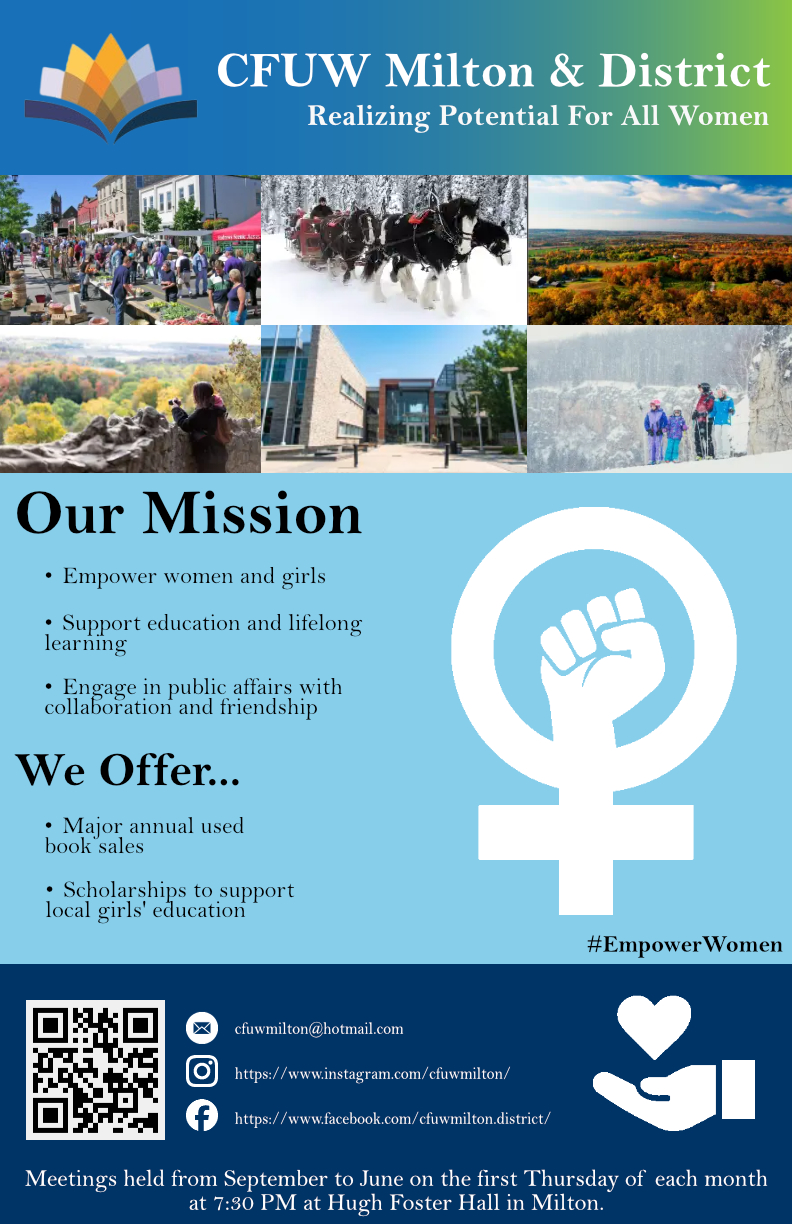 CFUW Milton & District
Realizing Potential For All Women
Our Mission
• Empower women and girls
• Support education and lifelong
learning
• Engage in public affairs with
collaboration and friendship
We Offer...
• Major annual used
book sales
• Scholarships to support
local girls' education
#EmpowerWomen
cfuwmilton@hotmail.com
https://www.instagram.com/cfuwmilton/
https://www.facebook.com/cfuwmilton.district/
Meetings held from September to June on the first Thursday of each month
at 7:30 PM at Hugh Foster Hall in Milton.